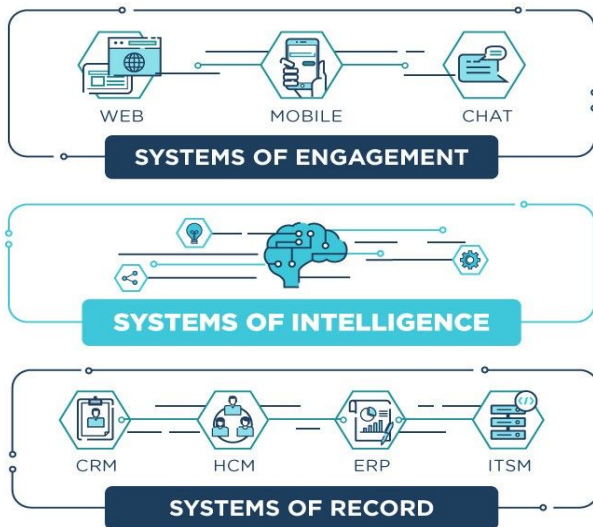 WEB
MOBILE
CHAT
SYSTEMS OF ENGAGEMENT
SYSTEMS OF INTELLIGENCE
CRM
HCM
ERP
ITSM
SYSTEMS OF RECORD